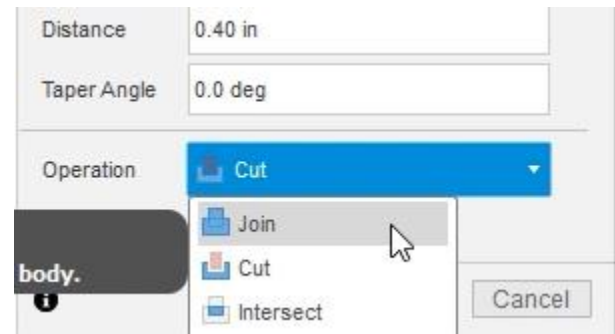 Distance 0.40 in
Taper Angle 0.0 deg
Operation Cut
Join
body. Cut
Intersect Cancel